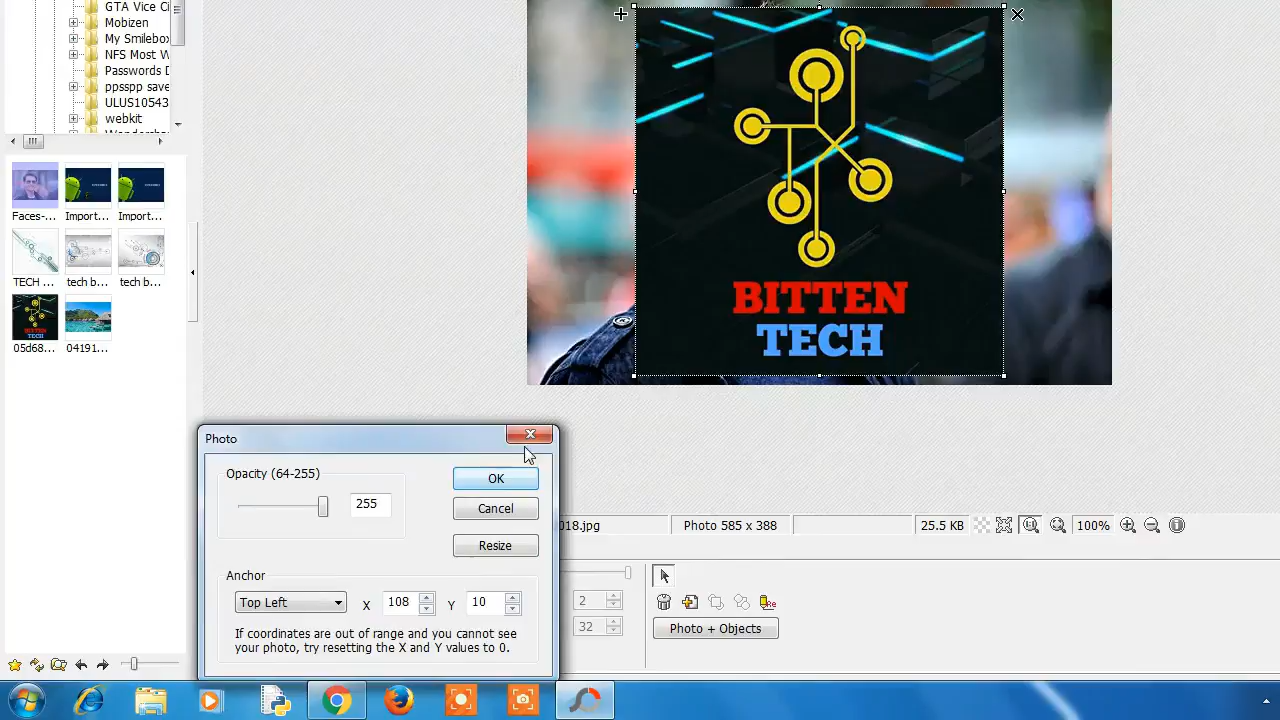 GTA Vice Ci
Mobizen
My Smilebo
NFS Most W
Passwords D
ppsspp save
ULUS10543
webkit
Faces-...
Import...
Import...
TECH ...
tech b...
tech b...
05d68...
04191...
BITTEN
TECH
Photo
Opacity (64-255)
255
OK
Cancel
Resize
Anchor
Top Left
X
108
Y
10
If coordinates are out of range and you cannot see
your photo, try resetting the X and Y values to 0.
018.jpg
Photo 585 x 388
25.5 KB
100%
2
32
Photo + Objects